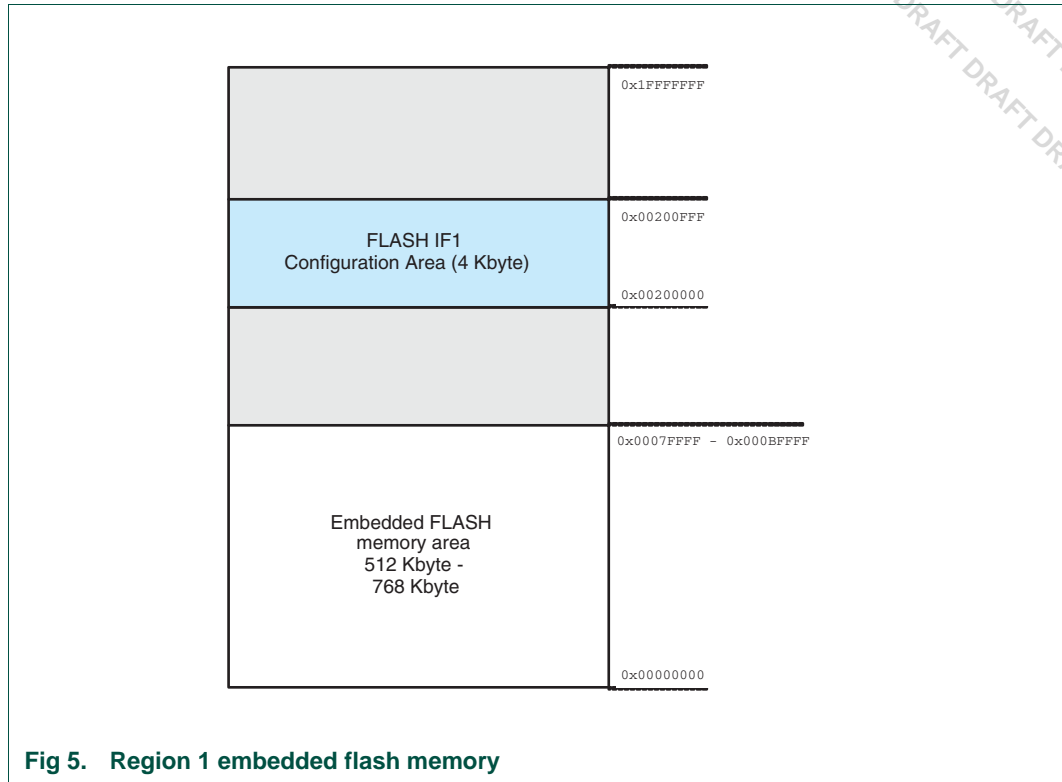 DRAFT
DRAFT DRAFT
0x1FFFFFFF
0x00200FFF
FLASH IF1
Configuration Area (4 Kbyte)
0x00200000
0x0007FFFF - 0x000BFFFF
Embedded FLASH
memory area
512 Kbyte -
768 Kbyte
0x00000000
Fig 5. Region 1 embedded flash memory